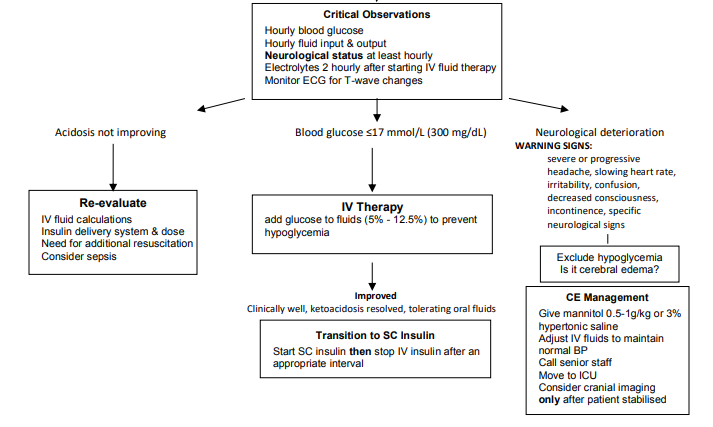 Critical Observations
Hourly blood glucose
Hourly fluid input & output
Neurological status at least hourly
Electrolytes 2 hourly after starting IV fluid therapy
Monitor ECG for T-wave changes
Acidosis not improving
Re-evaluate
IV fluid calculations
Insulin delivery system & dose
Need for additional resuscitation
Consider sepsis
Blood glucose ≤17 mmol/L (300 mg/dL)
IV Therapy
add glucose to fluids (5% - 12.5%) to prevent
hypoglycemia
Improved
Clinically well, ketoacidosis resolved, tolerating oral fluids
Transition to SC Insulin
Start SC insulin then stop IV insulin after an
appropriate interval
Neurological deterioration
WARNING SIGNS:
severe or progressive
headache, slowing heart rate,
irritability, confusion,
decreased consciousness,
incontinence, specific
neurological signs
Exclude hypoglycemia
Is it cerebral edema?
CE Management
Give mannitol 0.5-1g/kg or 3%
hypertonic saline
Adjust IV fluids to maintain
normal BP
Call senior staff
Move to ICU
Consider cranial imaging
only after patient stabilised